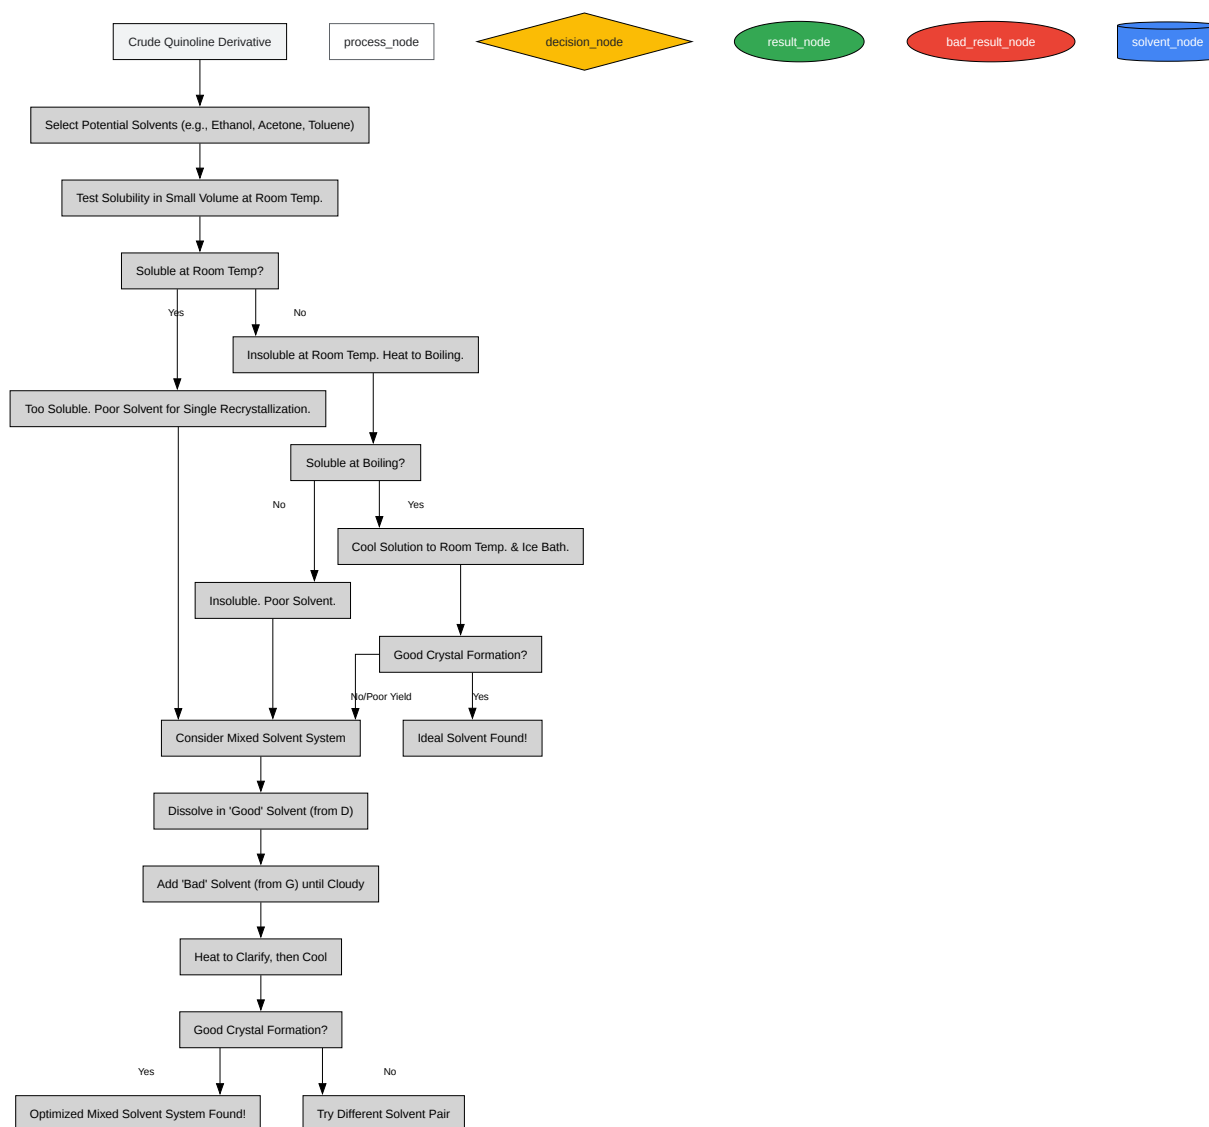 Crude Quinoline Derivative
process_node
decision_node
result_node
bad_result_node
solvent_node
Select Potential Solvents (e.g., Ethanol, Acetone, Toluene)
Test Solubility in Small Volume at Room Temp.
Soluble at Room Temp?
Yes
No
Insoluble at Room Temp. Heat to Boiling.
Too Soluble. Poor Solvent for Single Recrystallization.
Soluble at Boiling?
No
Yes
Cool Solution to Room Temp. & Ice Bath.
Insoluble. Poor Solvent.
Good Crystal Formation?
No/Poor Yield
Yes
Consider Mixed Solvent System
Ideal Solvent Found!
Dissolve in 'Good' Solvent (from D)
Add 'Bad' Solvent (from G) until Cloudy
Heat to Clarify, then Cool
Good Crystal Formation?
Yes
No
Optimized Mixed Solvent System Found!
Try Different Solvent Pair